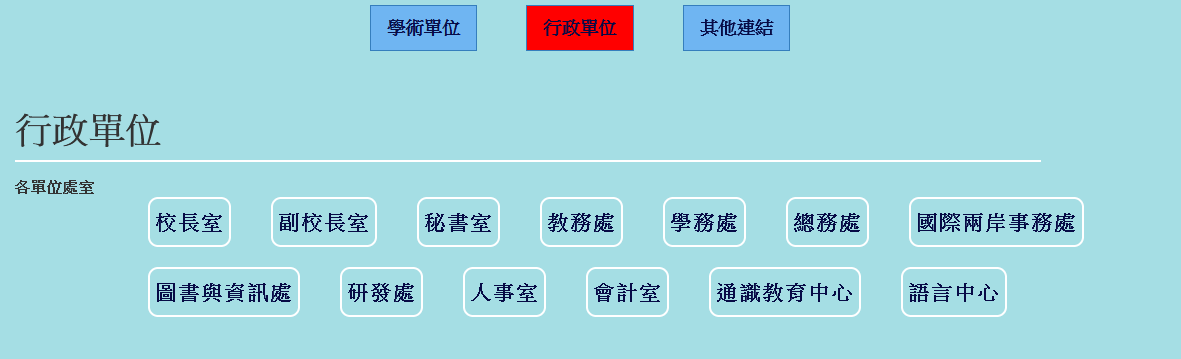 學術單位 行政單位 其他連結
行政單位
各單位處室
校長室 副校長室 秘書室 教務處 學務處 總務處 國際兩岸事務處
圖書與資訊處 研發處 人事室 會計室 通識教育中心 語言中心